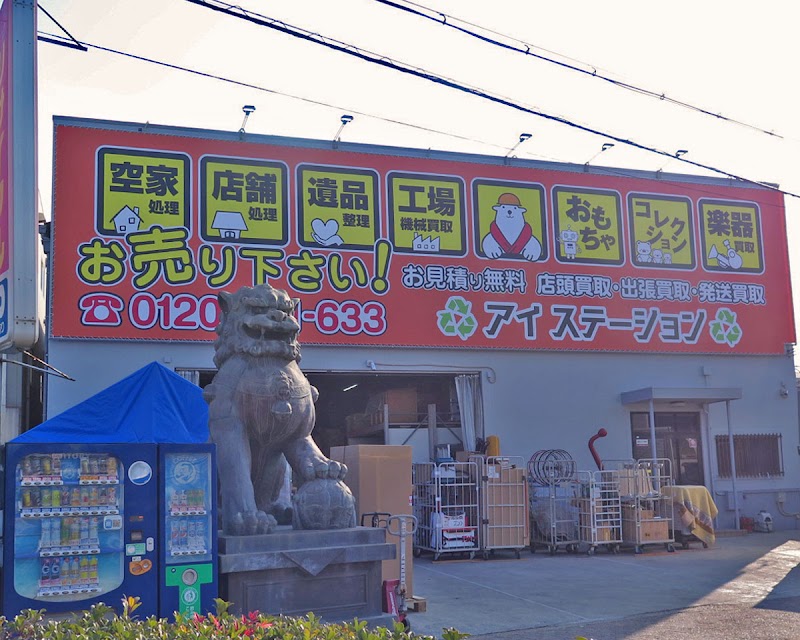 空家
処理
店舗
処理
遺品
整理
工場
機械買取
おもちゃ
コレクション
楽器
買取
お売り下さい!
お見積り無料 店頭買取・出張買取・発送買取
0120
-633
アイ ステーション